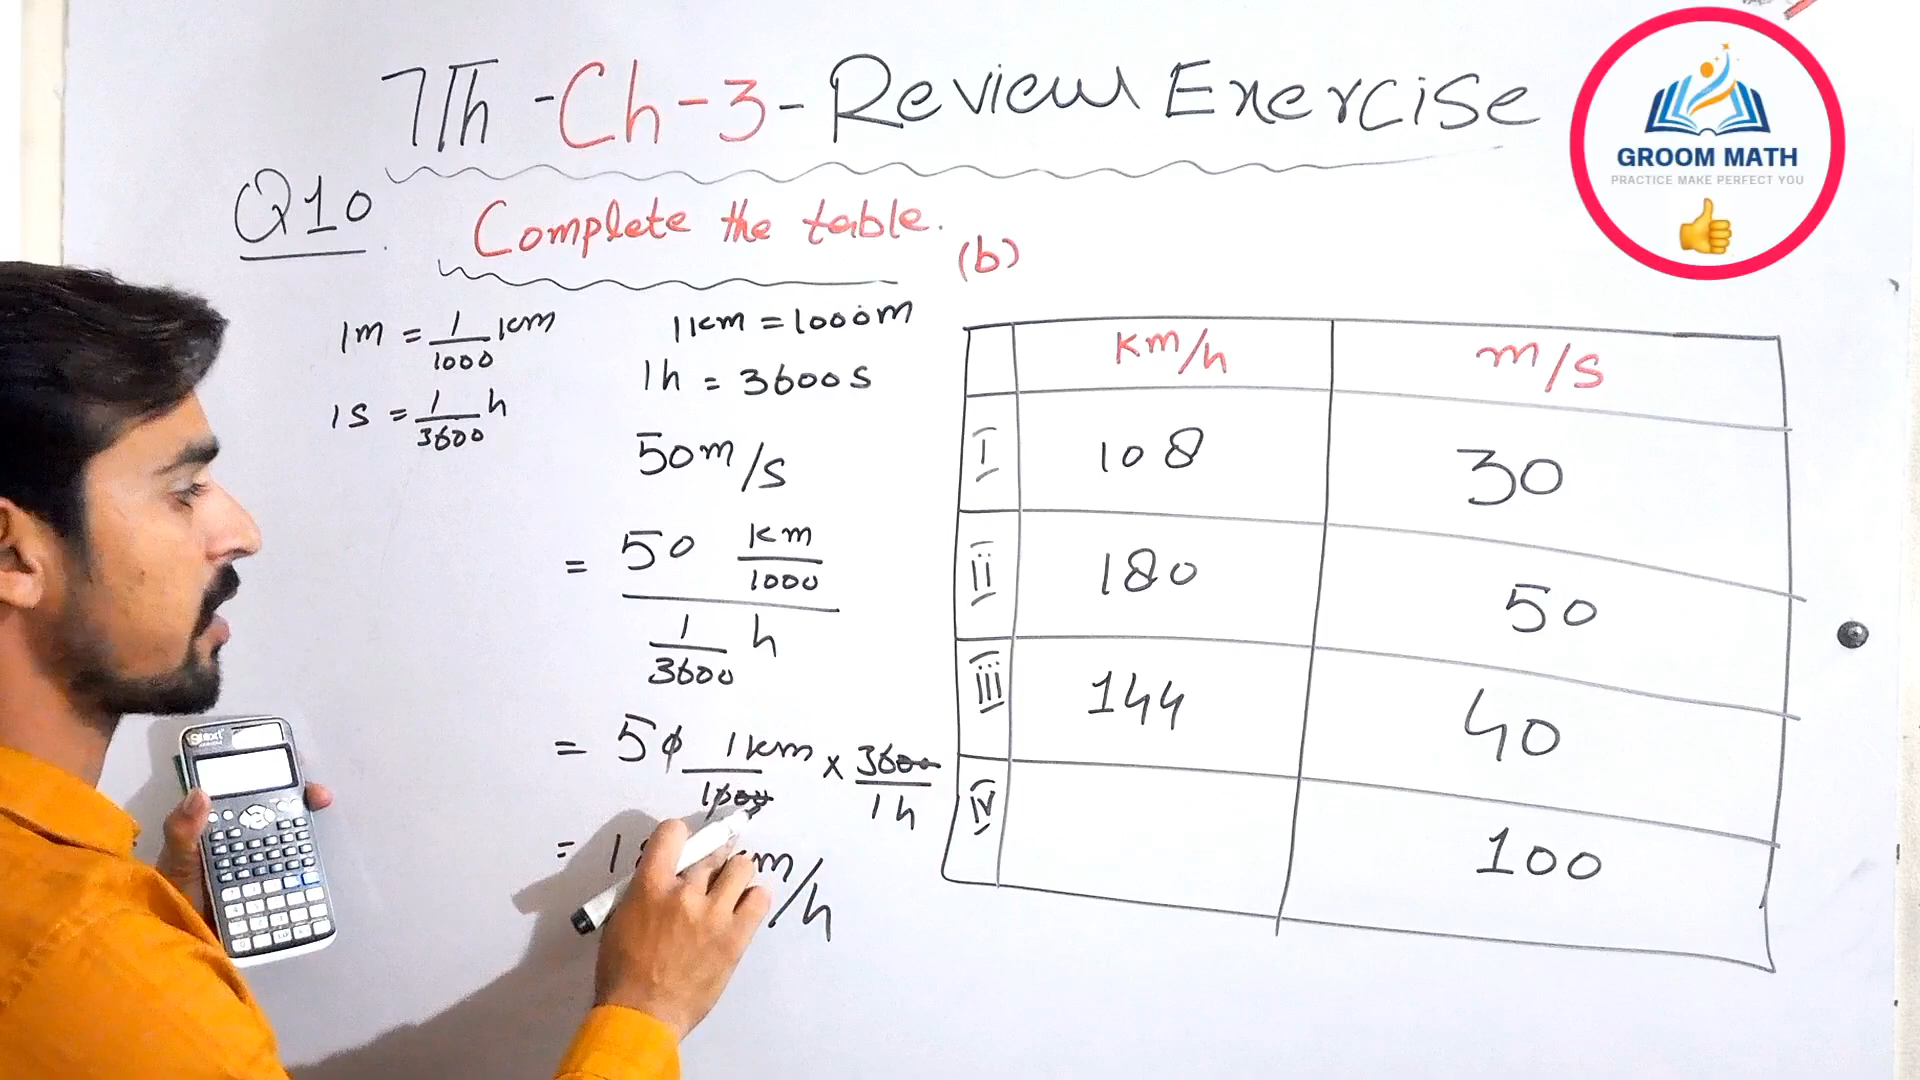 7Th - Ch - 3 - Review Exercise
GROOM MATH
PRACTICE MAKE PERFECT YOU
Q10. Complete the table.
(b)
1m = 1/1000 km
1km = 1000m
1s = 1/3600 h
1h = 3600s
50m/s
= 50 km/1000
1/3600 h
= 50 1km/1000 × 3600/1h
= km/h
km/h m/s
i 108 30
ii 180 50
iii 144 40
iv 100